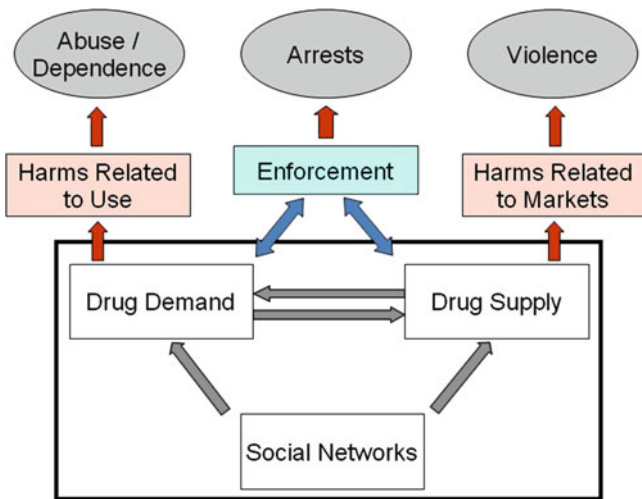 Abuse /
Dependence
Arrests
Violence
Harms Related
to Use
Enforcement
Harms Related
to Markets
Drug Demand
Drug Supply
Social Networks